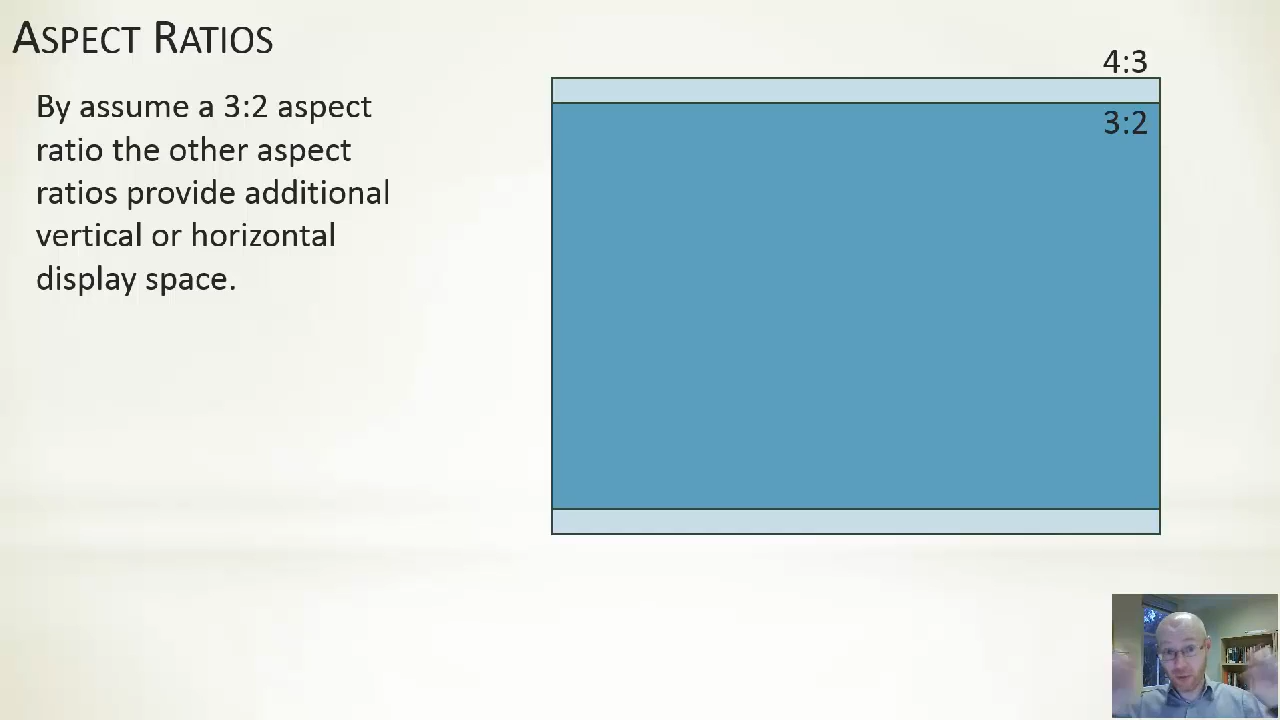 ASPECT RATIOS
By assume a 3:2 aspect
ratio the other aspect
ratios provide additional
vertical or horizontal
display space.
4:3
3:2